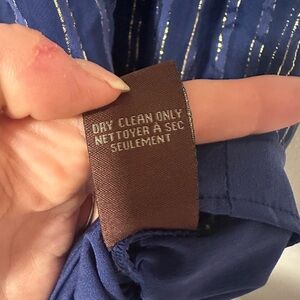 DRY CLEAN ONLY
NETTOYER À SEC
SEULEMENT